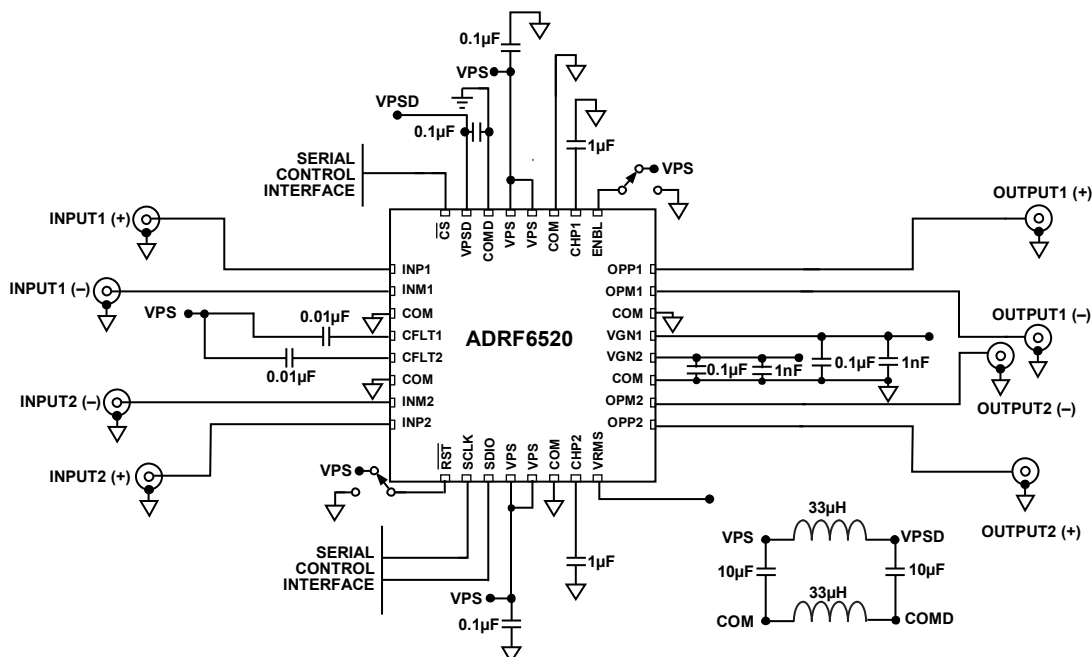 0.1µF
VPS
VPSD
0.1µF
1µF
VPS
SERIAL
CONTROL
INTERFACE
INPUT1 (+)
OUTPUT1 (+)
CS
VPSD
COMD
VPS
VPS
COM
CHP1
ENBL
INP1
OPP1
INPUT1 (–)
INM1
OPM1
VPS
0.01µF
COM
COM
OUTPUT1 (–)
CFLT1
ADRF6520
VGN1
CFLT2
VGN2
0.01µF
0.1µF
1nF
0.1µF
1nF
COM
COM
INPUT2 (–)
INM2
OPM2
OUTPUT2 (–)
INP2
OPP2
INPUT2 (+)
VPS
RST
SCLK
SDIO
VPS
VPS
COM
CHP2
VRMS
OUTPUT2 (+)
33µH
VPS
VPSD
SERIAL
CONTROL
INTERFACE
1µF
10µF
10µF
33µH
VPS
0.1µF
COM
COMD